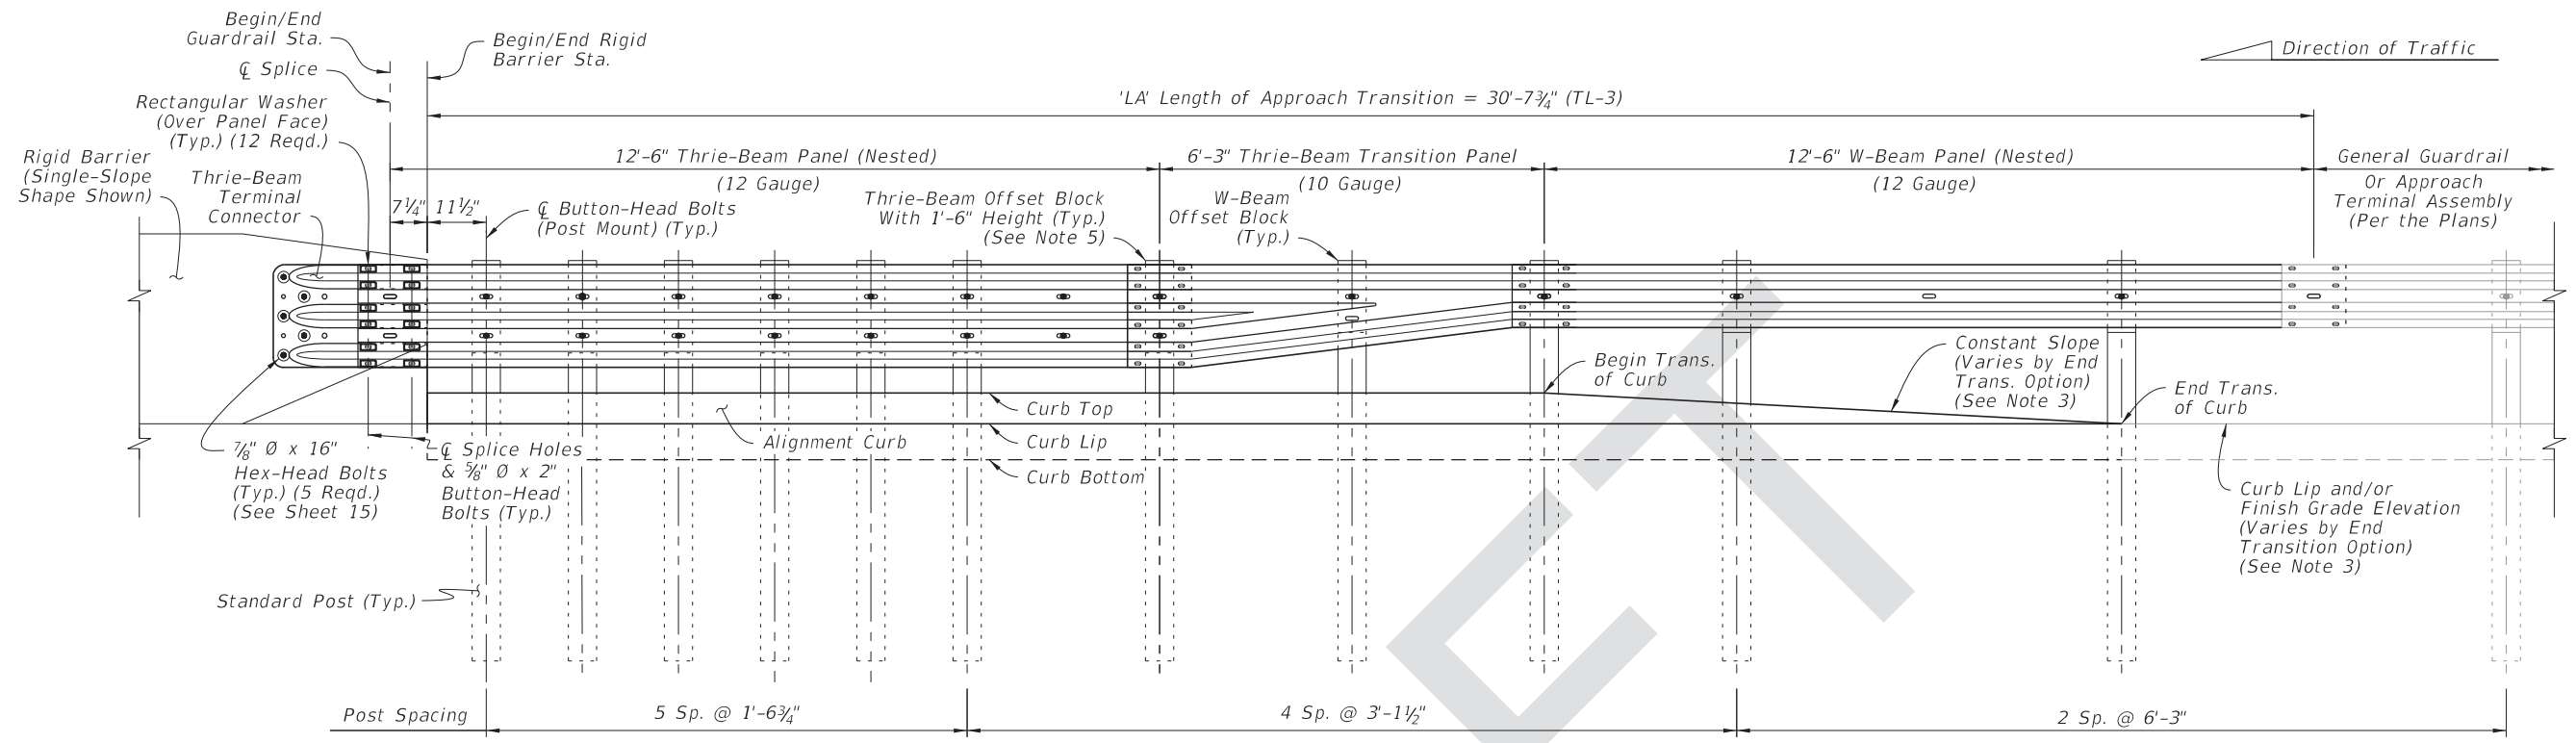 Begin/End
Guardrail Sta.
℄ Splice
Begin/End Rigid
Barrier Sta.
Direction of Traffic
'LA' Length of Approach Transition = 30'-7¾" (TL-3)
Rectangular Washer
(Over Panel Face)
(Typ.) (12 Reqd.)
Rigid Barrier
(Single-Slope
Shape Shown)
Thrie-Beam
Terminal
Connector
12'-6" Thrie-Beam Panel (Nested)
(12 Gauge)
6'-3" Thrie-Beam Transition Panel
(10 Gauge)
12'-6" W-Beam Panel (Nested)
(12 Gauge)
General Guardrail
Or Approach
Terminal Assembly
(Per the Plans)
7¼"
11½"
℄ Button-Head Bolts
(Post Mount) (Typ.)
Thrie-Beam Offset Block
With 1'-6" Height (Typ.)
(See Note 5)
W-Beam
Offset Block
(Typ.)
Begin Trans.
of Curb
Constant Slope
(Varies by End
Trans. Option)
(See Note 3)
End Trans.
of Curb
Curb Top
Alignment Curb
Curb Lip
Curb Bottom
⅞" Ø x 16"
Hex-Head Bolts
(Typ.) (5 Reqd.)
(See Sheet 15)
℄ Splice Holes
& ⅝" Ø x 2"
Button-Head
Bolts (Typ.)
Curb Lip and/or
Finish Grade Elevation
(Varies by End
Transition Option)
(See Note 3)
Standard Post (Typ.)
Post Spacing
5 Sp. @ 1'-6¾"
4 Sp. @ 3'-1½"
2 Sp. @ 6'-3"